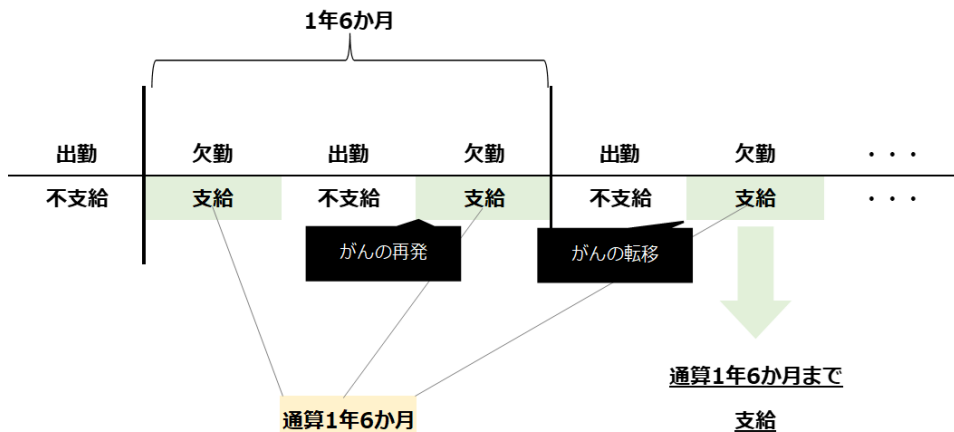 1年6か月
出勤 欠勤 出勤 欠勤 出勤 欠勤 ・・・
不支給 支給 不支給 支給 不支給 支給 ・・・
がんの再発 がんの転移
通算1年6か月まで
支給
通算1年6か月